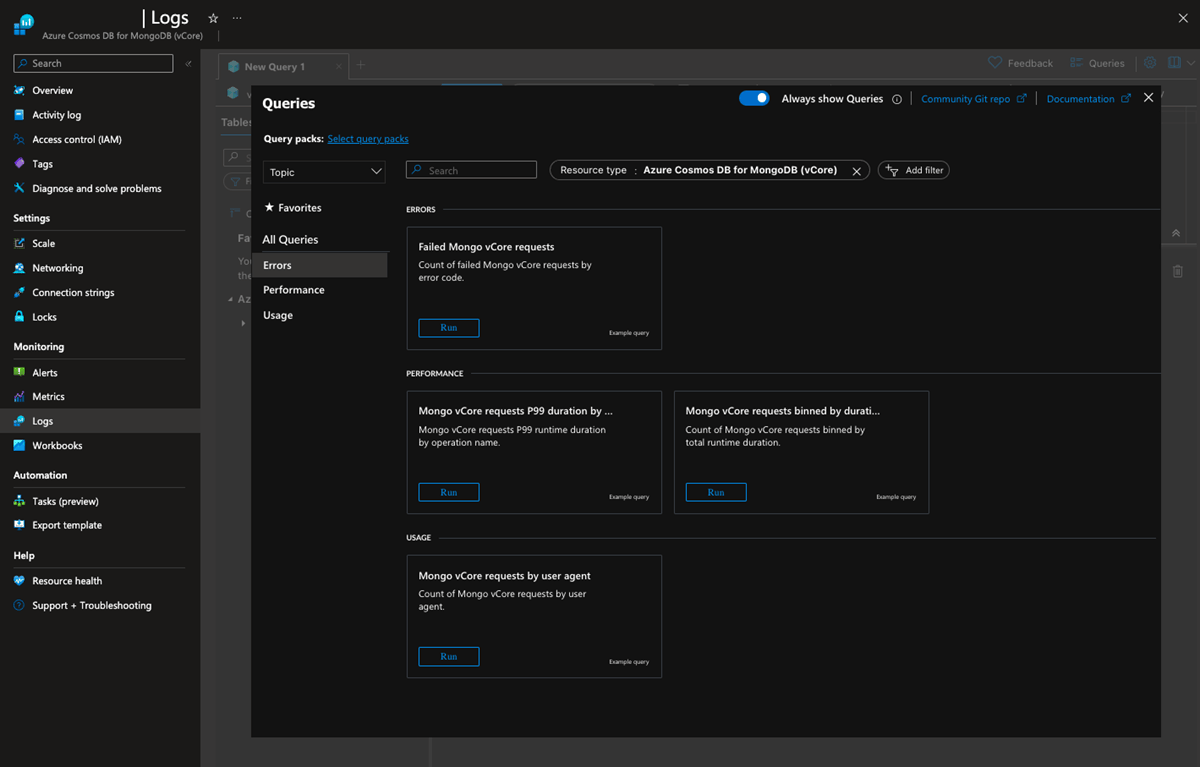 | Logs
...
Azure Cosmos DB for MongoDB (vCore)
Search
Overview
Activity log
Access control (IAM)
Tags
Diagnose and solve problems
Settings
Scale
Networking
Connection strings
Locks
Monitoring
Alerts
Metrics
Logs
Workbooks
Automation
Tasks (preview)
Export template
Help
Resource health
Support + Troubleshooting
New Query 1
Feedback
Queries
Tables
Queries
Always show Queries
Community Git repo
Documentation
Query packs: Select query packs
Topic
Search
Resource type : Azure Cosmos DB for MongoDB (vCore)
Add filter
Favorites
All Queries
Errors
Performance
Usage
ERRORS
Failed Mongo vCore requests
Count of failed Mongo vCore requests by
error code.
Run
Example query
PERFORMANCE
Mongo vCore requests P99 duration by ...
Mongo vCore requests P99 runtime duration
by operation name.
Run
Example query
Mongo vCore requests binned by durati...
Count of Mongo vCore requests binned by
total runtime duration.
Run
Example query
USAGE
Mongo vCore requests by user agent
Count of Mongo vCore requests by user
agent.
Run
Example query